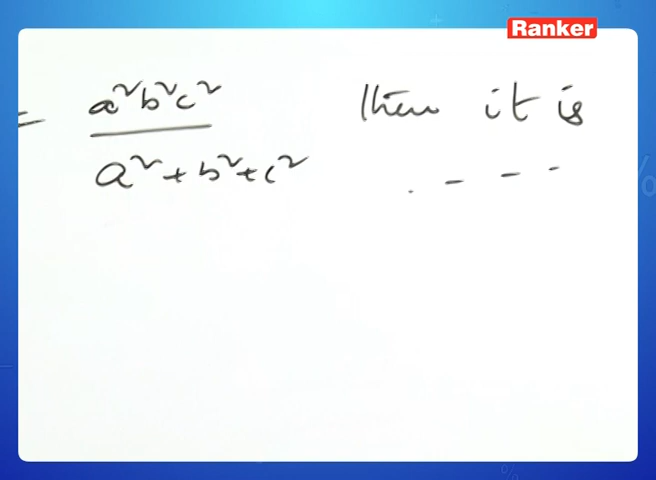 Ranker
= a²b²c² / a²+b²+c² then it is
. - - -